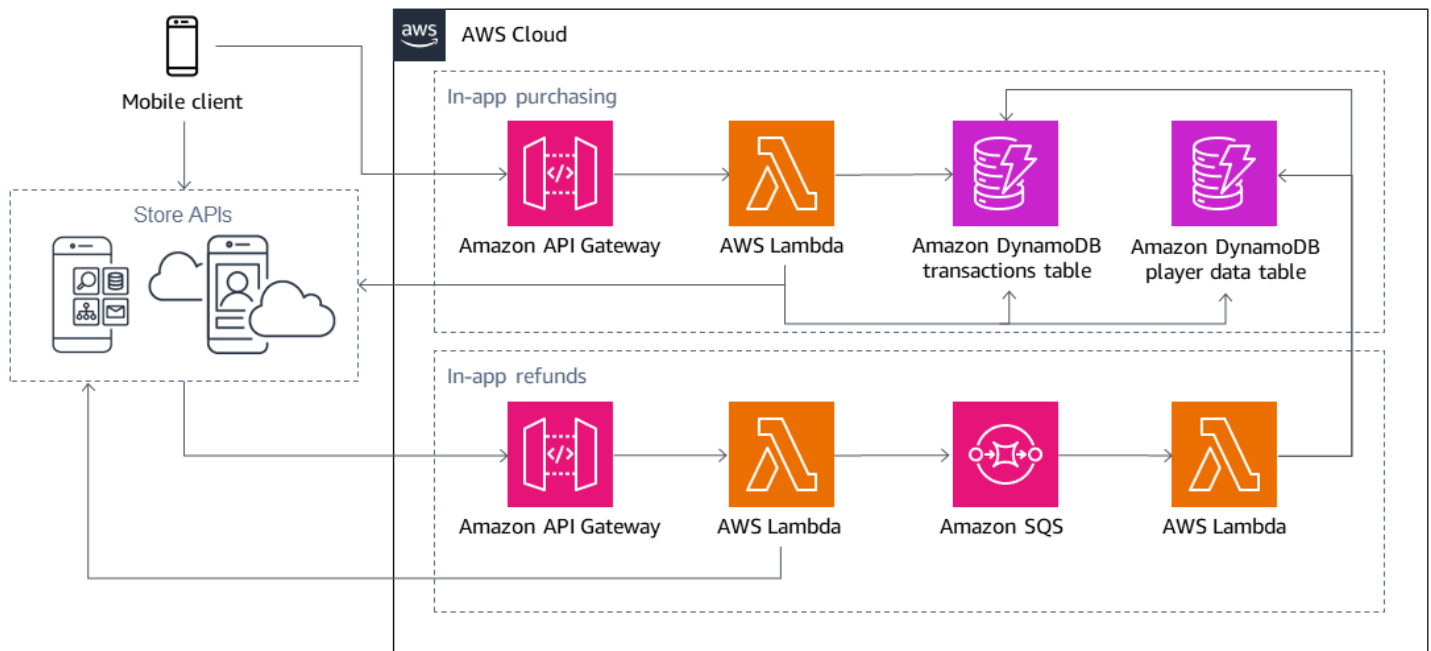 aws
AWS Cloud
Mobile client
In-app purchasing
Store APIs
Amazon API Gateway
AWS Lambda
Amazon DynamoDB
transactions table
Amazon DynamoDB
player data table
In-app refunds
Amazon API Gateway
AWS Lambda
Amazon SQS
AWS Lambda